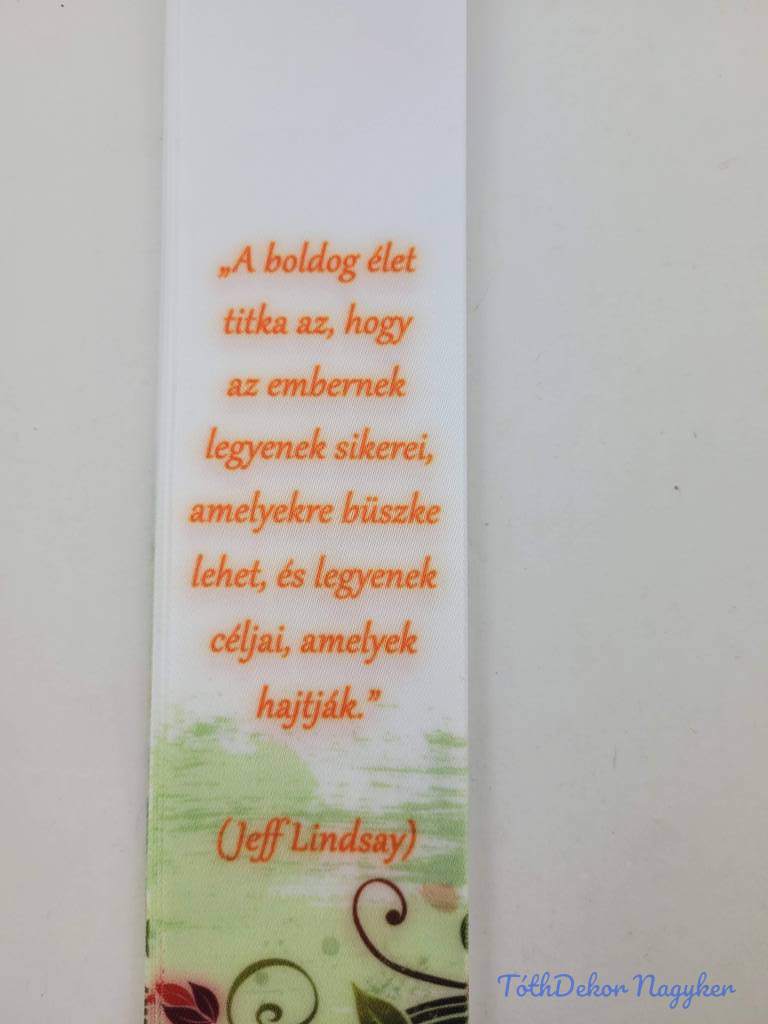 „A boldog élet
titka az, hogy
az embernek
legyenek sikerei,
amelyekre büszke
lehet, és legyenek
céljai, amelyek
hajtják.”
(Jeff Lindsay)
TóthDekor Nagyker